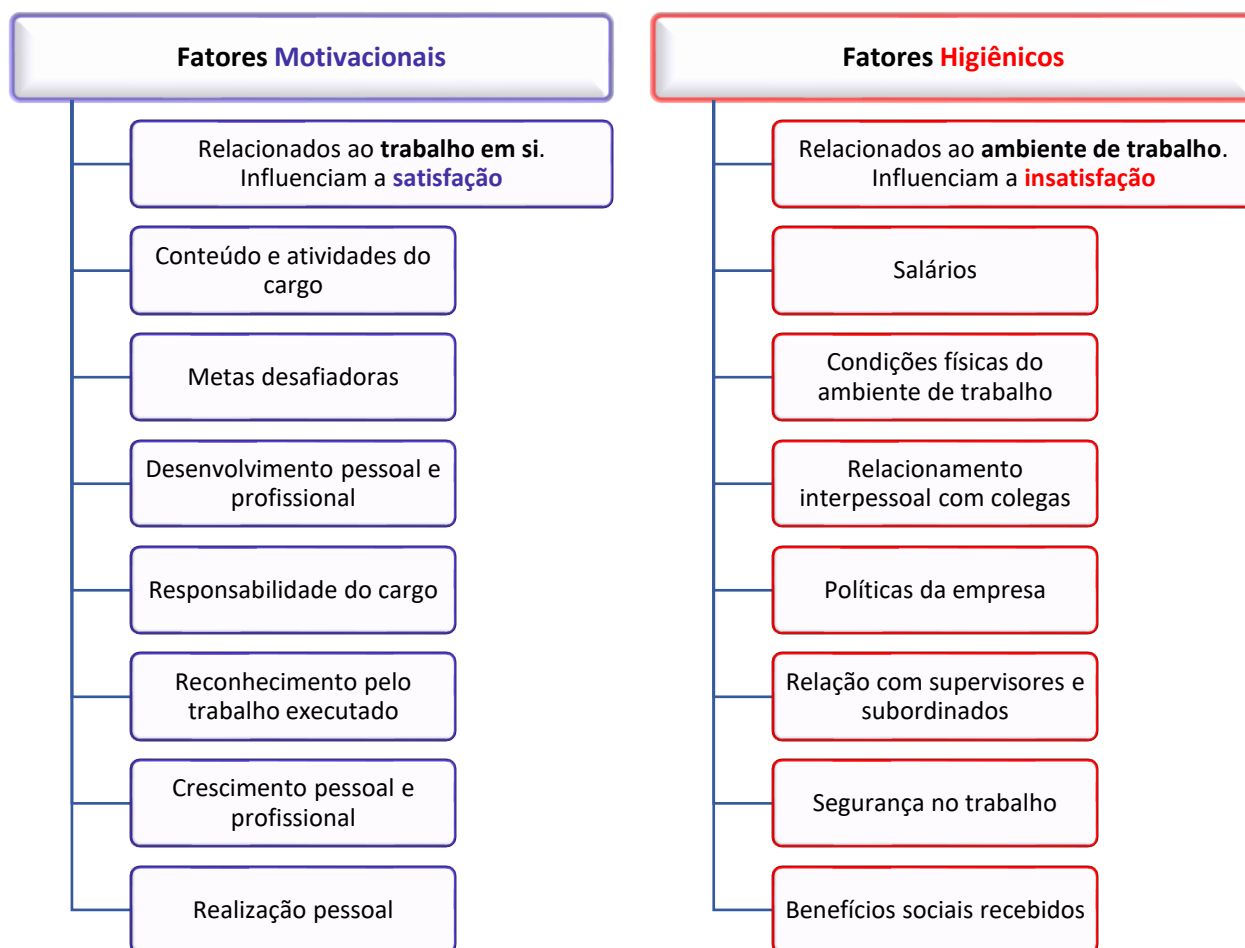 Fatores Motivacionais
Relacionados ao trabalho em si.
Influenciam a satisfação
Conteúdo e atividades do
cargo
Metas desafiadoras
Desenvolvimento pessoal e
profissional
Responsabilidade do cargo
Reconhecimento pelo
trabalho executado
Crescimento pessoal e
profissional
Realização pessoal
Fatores Higiênicos
Relacionados ao ambiente de trabalho.
Influenciam a insatisfação
Salários
Condições físicas do
ambiente de trabalho
Relacionamento
interpessoal com colegas
Políticas da empresa
Relação com supervisores e
subordinados
Segurança no trabalho
Benefícios sociais recebidos